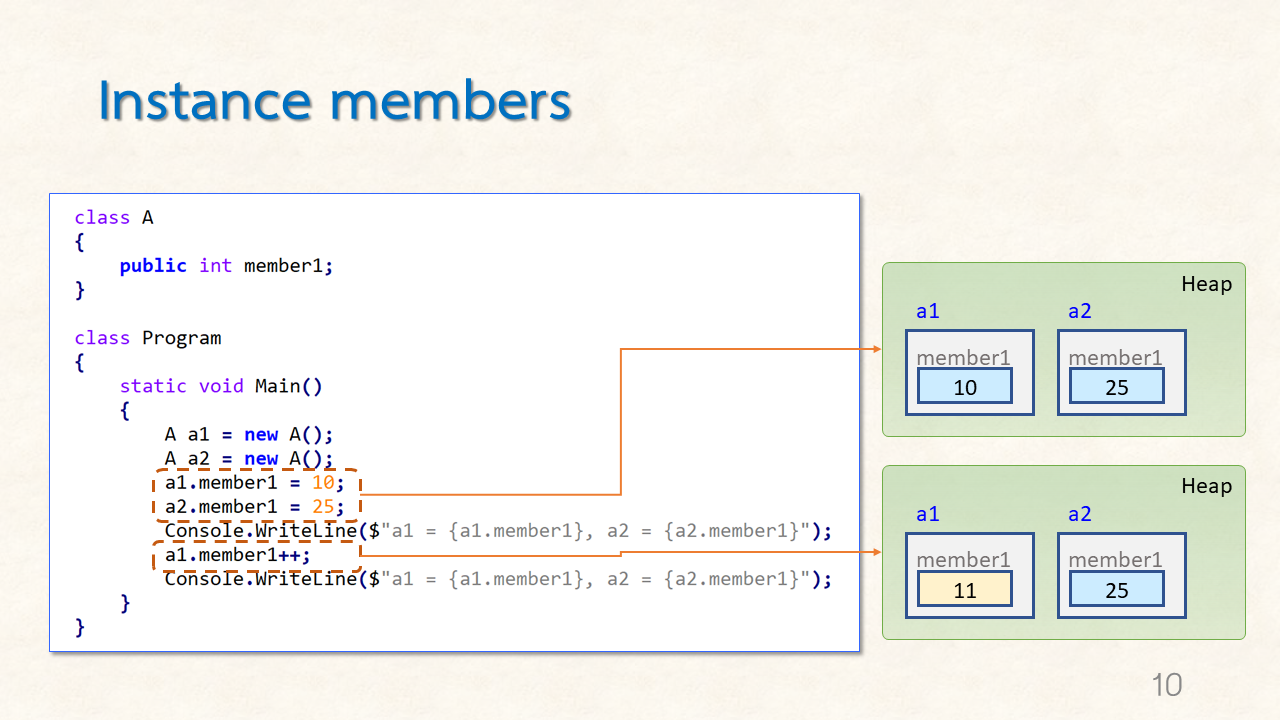 Instance members
class A
{
    public int member1;
}

class Program
{
    static void Main()
    {
        A a1 = new A();
        A a2 = new A();
        a1.member1 = 10;
        a2.member1 = 25;
        Console.WriteLine($"a1 = {a1.member1}, a2 = {a2.member1}");
        a1.member1++;
        Console.WriteLine($"a1 = {a1.member1}, a2 = {a2.member1}");
    }
}
Heap
a1 a2
member1 member1
10 25
Heap
a1 a2
member1 member1
11 25
10